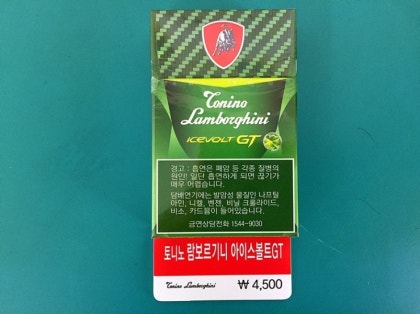 Tonino
Lamborghini
ICEVOLT GT
경고 : 흡연은 폐암 등 각종 질병의
원인! 일단 흡연하게 되면 끊기가
매우 어렵습니다.
담배연기에는 발암성 물질인 나프틸
아민, 니켈, 벤젠, 비닐 크롤라이드,
비소, 카드뮴이 들어있습니다.
금연상담전화 1544-9030
토니노 람보르기니 아이스볼트GT
Tonino Lamborghini
₩ 4,500